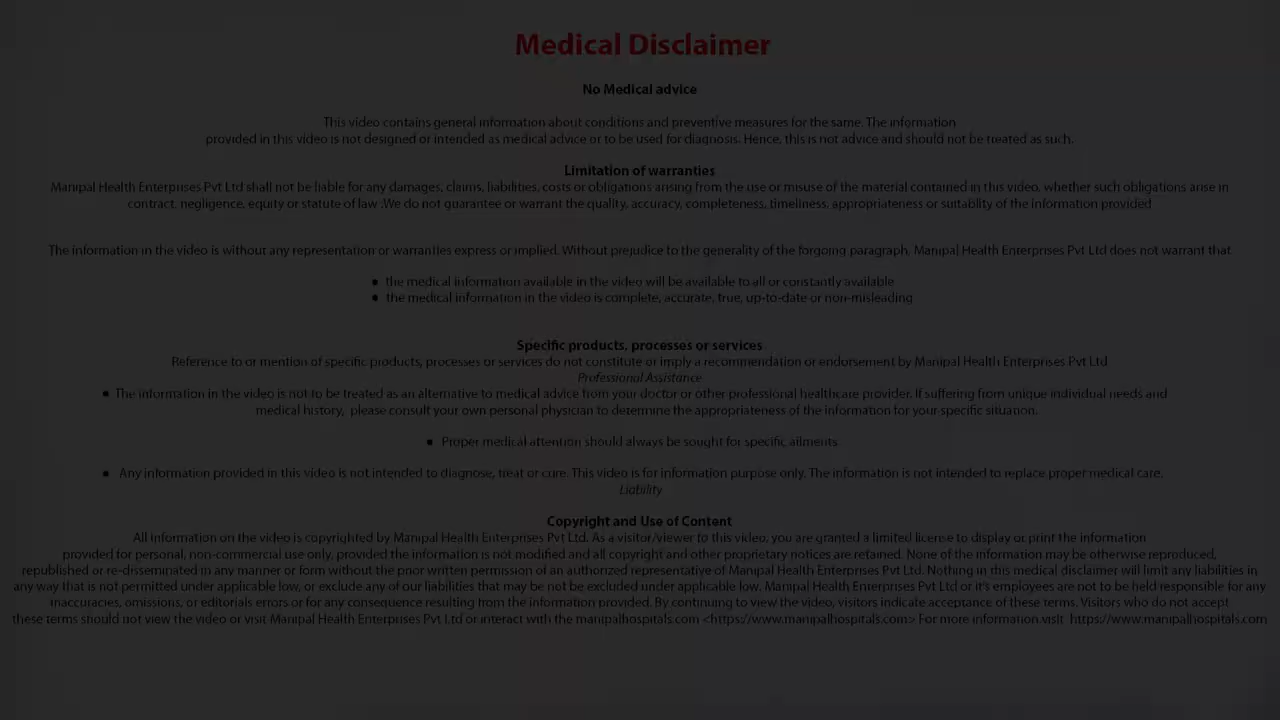 Medical Disclaimer
No Medical advice
This video contains general information about conditions and preventive measures for the same. The information
provided in this video is not designed or intended as medical advice or to be used for diagnosis. Hence, this is not advice and should not be treated as such.
Limitation of warranties
Manipal Health Enterprises Pvt Ltd shall not be liable for any damages, claims, liabilities, costs or obligations arising from the use or misuse of the material contained in this video, whether such obligations arise in
contract, negligence, equity or statute of law :We do not guarantee or warrant the quality, accuracy, completeness, timeliness, appropriateness or suitablity of the information provided
The information in the video is without any representation or warranties express or implied. Without prejudice to the generality of the forgoing paragraph, Manipal Health Enterprises Pvt Ltd does not warrant that
● the medical information available in the video will be available to all or constantly available
● the medical information in the video is complete, accurate, true, up-to-date or non-misleading
Specific products, processes or services
Reference to or mention of specific products, processes or services do not constitute or imply a recommendation or endorsement by Manipal Health Enterprises Pvt Ltd
Professional Assistance
● The information in the video is not to be treated as an alternative to medical advice from your doctor or other professional healthcare provider. If suffering from unique individual needs and
medical history, please consult your own personal physician to determine the appropriateness of the information for your specific situation.
● Proper medical attention should always be sought for specific ailments
● Any information provided in this video is not intended to diagnose, treat or cure. This video is for information purpose only. The information is not intended to replace proper medical care.
Liability
Copyright and Use of Content
All information on the video is copyrighted by Manipal Health Enterprises Pvt Ltd. As a visitor/viewer to this video, you are granted a limited license to display or print the information
provided for personal, non-commercial use only, provided the information is not modified and all copyright and other proprietary notices are retained. None of the information may be otherwise reproduced,
republished or re-disseminated in any manner or form without the prior written permission of an authorized representative of Manipal Health Enterprises Pvt Ltd. Nothing in this medical disclaimer will limit any liabilities in
any way that is not permitted under applicable low, or exclude any of our liabilities that may be not be excluded under applicable low. Manipal Health Enterprises Pvt Ltd or it's employees are not to be held responsible for any
inaccuracies, omissions, or editorials errors or for any consequence resulting from the information provided. By continuing to view the video, visitors indicate acceptance of these terms. Visitors who do not accept
these terms should not view the video or visit Manipal Health Enterprises Pvt Ltd or interact with the manipalhospitals.com <https://www.manipalhospitals.com> For more information visit https://www.manipalhospitals.com